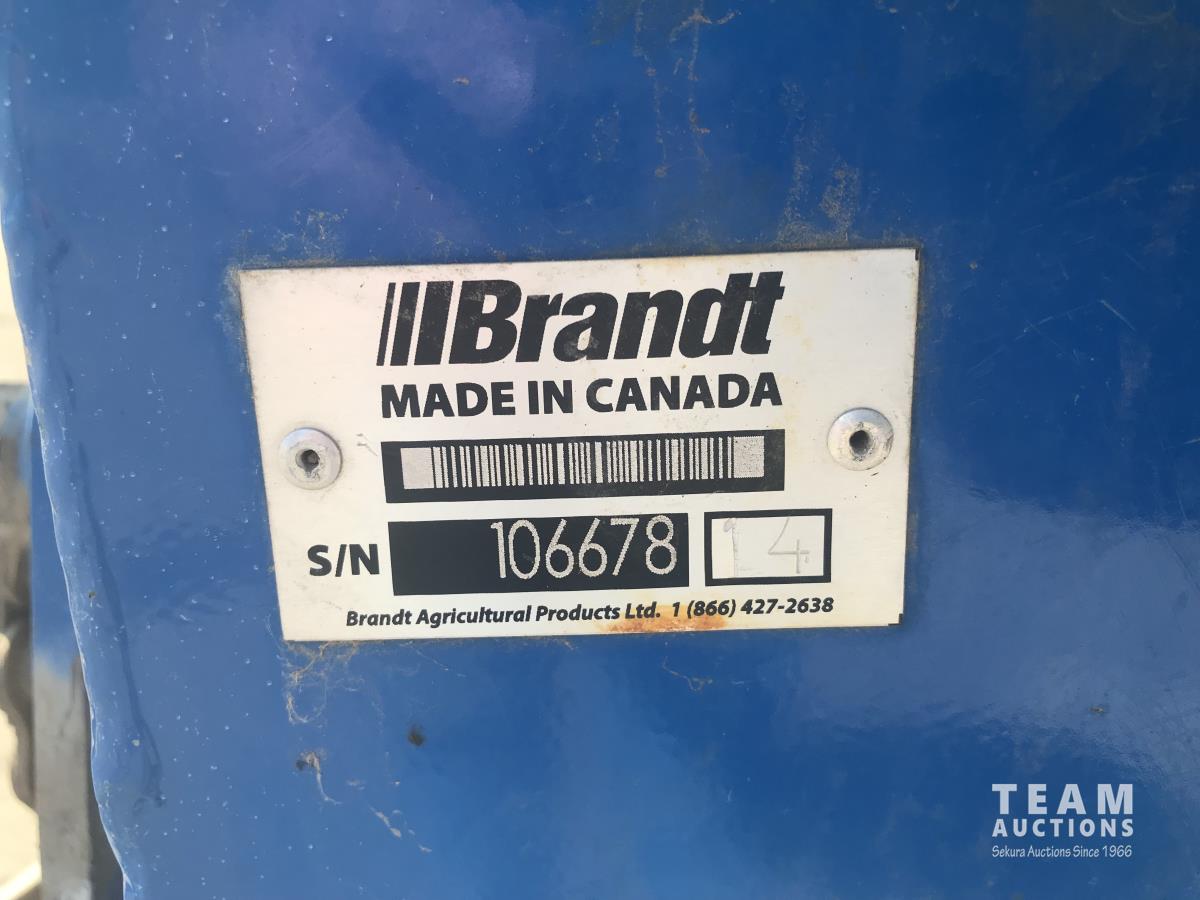 Brandt
MADE IN CANADA
S/N 106678 14
Brandt Agricultural Products Ltd. 1 (866) 427-2638
TEAM
AUCTIONS
Sekura Auctions Since 1966